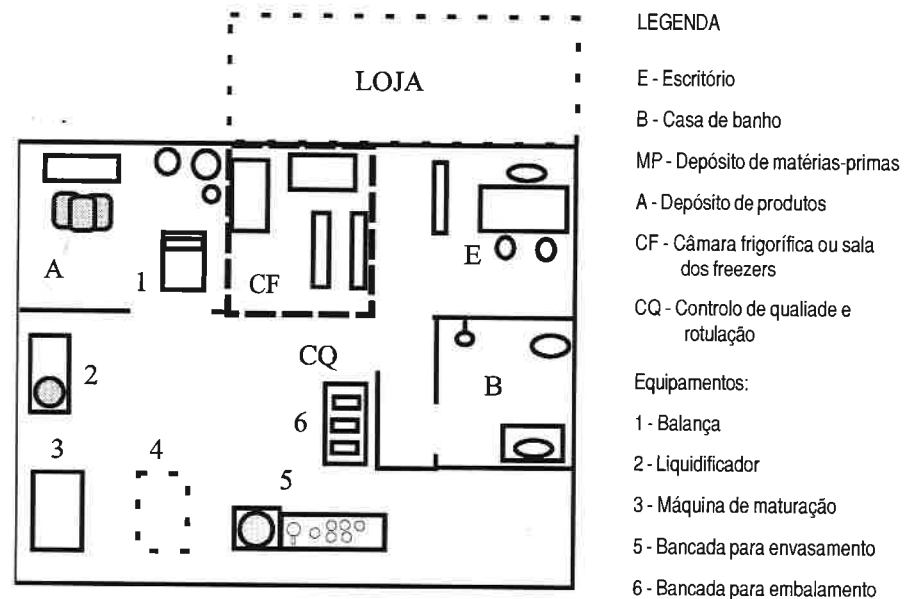 LOJA
A
1
CF
E
2
CQ
B
6
3
4
5
LEGENDA
E - Escritório
B - Casa de banho
MP - Depósito de matérias-primas
A - Depósito de produtos
CF - Câmara frigorífica ou sala
dos freezers
CQ - Controlo de qualiade e
rotulação
Equipamentos:
1 - Balança
2 - Liquidificador
3 - Máquina de maturação
5 - Bancada para envasamento
6 - Bancada para embalamento